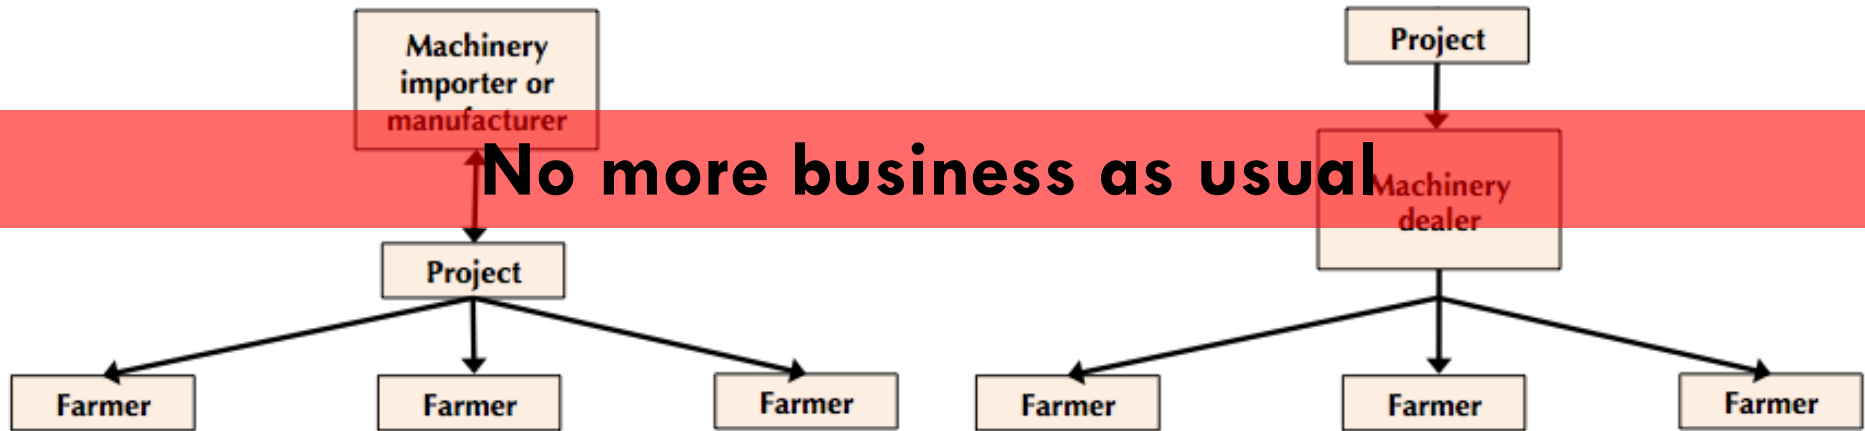 Machinery
importer or
manufacturer
Project
No more business as usual
Machinery
dealer
Project
Farmer
Farmer
Farmer
Farmer
Farmer
Farmer